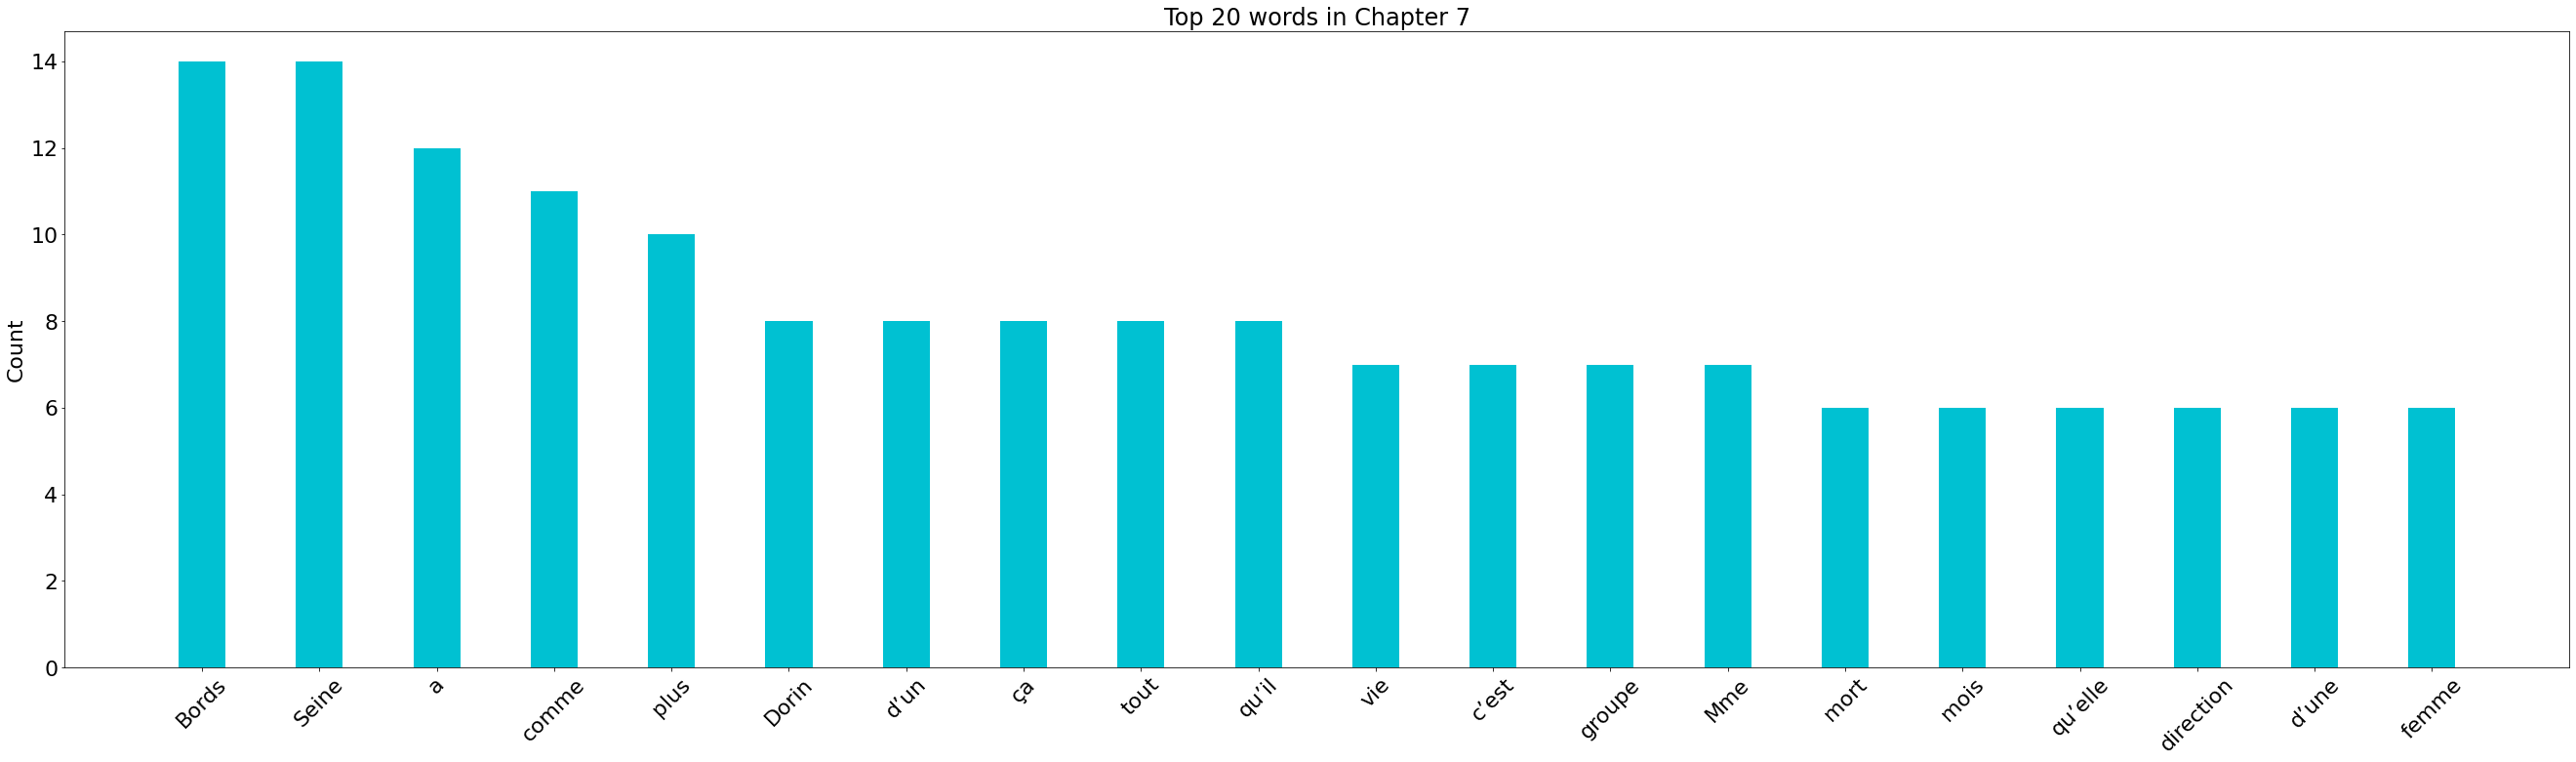 Top 20 words in Chapter 7
Count
14
12
10
8
6
4
2
0
Bords Seine a comme plus Dorin d’un ça tout qu’il vie c’est groupe Mme mort mois qu’elle direction d’une femme